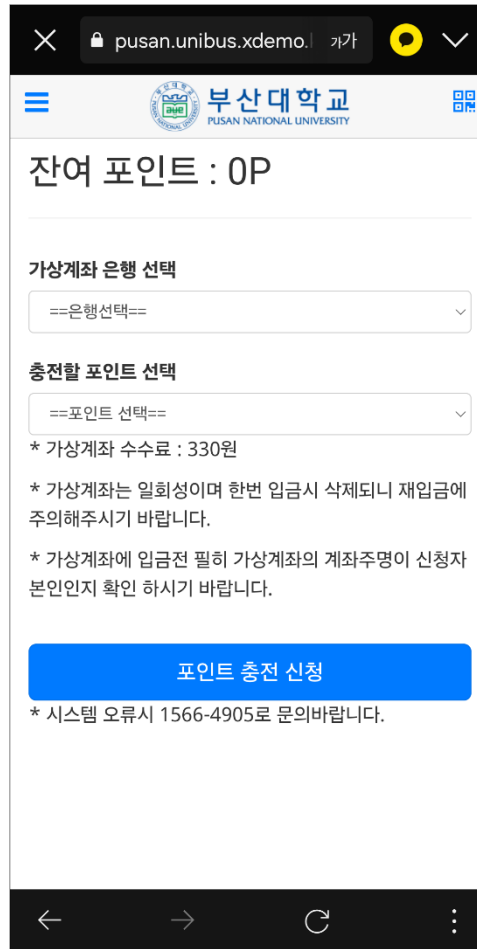 pusan.unibus.xdemo.
가가
부산대학교
PUSAN NATIONAL UNIVERSITY
잔여 포인트 : 0P
가상계좌 은행 선택
==은행선택==
충전할 포인트 선택
==포인트 선택==
* 가상계좌 수수료 : 330원
* 가상계좌는 일회성이며 한번 입금시 삭제되니 재입금에
주의해주시기 바랍니다.
* 가상계좌에 입금전 필히 가상계좌의 계좌주명이 신청자
본인인지 확인 하시기 바랍니다.
포인트 충전 신청
* 시스템 오류시 1566-4905로 문의바랍니다.